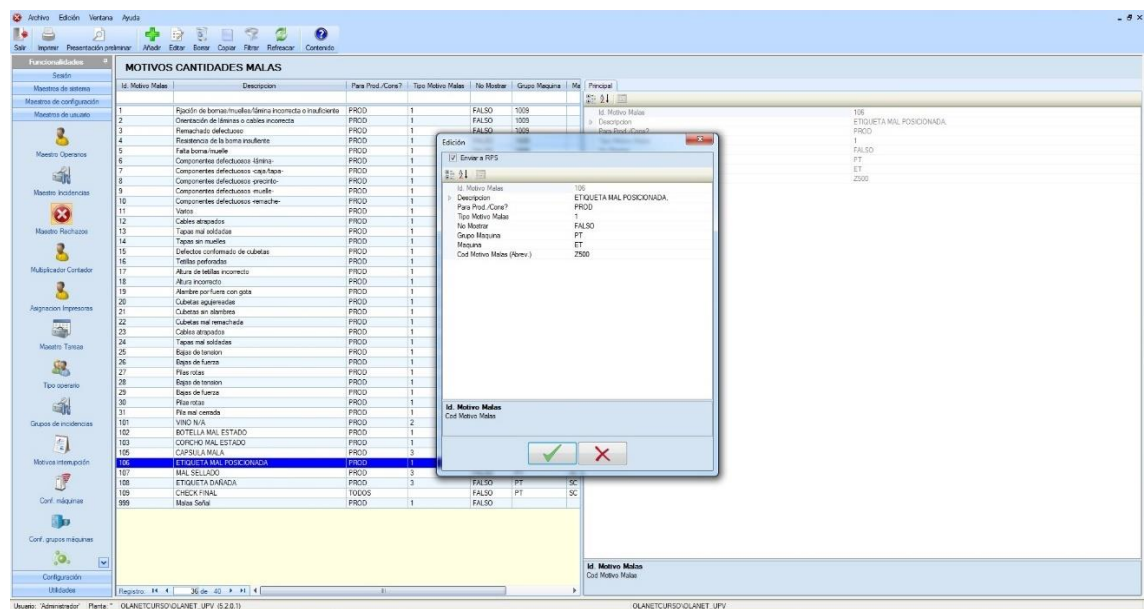 Archivo Edición Ventana Ayuda
Salir Imprimir Presentación preliminar Añadir Editar Borrar Copiar Filtrar Refrescar Contenido
Funcionalidades
Sesión
Maestros de sistema
Maestros de configuración
Maestros de usuario
Maestro Operarios
Maestro Incidencias
Maestro Rechazos
Multiplicador Contador
Asignacion Impresoras
Maestro Tareas
Tipo operario
Grupos de incidencias
Motivos interrupción
Conf. máquinas
Conf. grupos máquinas
Configuración
Utilidades
MOTIVOS CANTIDADES MALAS
Id. Motivo Malas Descripcion Para Prod./Cons? Tipo Motivo Malas No Mostrar Grupo Maquina Ma
1 Fijación de bornas/muelles/lámina incorrecta o insuficiente PROD 1 FALSO 1009
2 Orientación de láminas o cables incorrecta PROD 1 FALSO 1009
3 Remachado defectuoso PROD 1 FALSO 1009
4 Resistencia de la borna insufiente PROD 1
5 Falta borna/muelle PROD 1
6 Componentes defectuosos -lámina- PROD 1
7 Componentes defectuosos -caja/tapa- PROD 1
8 Componentes defectuosos -precinto- PROD 1
9 Componentes defectuosos -muelle- PROD 1
10 Componentes defectuosos -remache- PROD 1
11 Varios PROD 1
12 Cables atrapados PROD 1
13 Tapas mal soldadas PROD 1
14 Tapas sin muelles PROD 1
15 Defectos conformado de cubetas PROD 1
16 Tetillas perforadas PROD 1
17 Altura de tetillas incorrecto PROD 1
18 Altura incorrecto PROD 1
19 Alambre por fuera con gota PROD 1
20 Cubetas agujereadas PROD 1
21 Cubetas sin alambres PROD 1
22 Cubetas mal remachada PROD 1
23 Cables atrapados PROD 1
24 Tapas mal soldadas PROD 1
25 Bajas de tension PROD 1
26 Bajas de fuerza PROD 1
27 Pilas rotas PROD 1
28 Bajas de tension PROD 1
29 Bajas de fuerza PROD 1
30 Pilas rotas PROD 1
31 Pila mal cerrada PROD 1
101 VINO N/A PROD 2
102 BOTELLA MAL ESTADO PROD 1
103 CORCHO MAL ESTADO PROD 1
105 CAPSULA MALA PROD 3
106 ETIQUETA MAL POSICIONADA PROD 1
107 MAL SELLADO PROD 3
108 ETIQUETA DAÑADA PROD 3 FALSO PT SC
109 CHECK FINAL TODOS FALSO PT SC
999 Malas Señal PROD 1 FALSO
Registro: 36 de 40
Edición
Enviar a RPS
Id. Motivo Malas 106
Descripcion ETIQUETA MAL POSICIONADA.
Para Prod./Cons? PROD
Tipo Motivo Malas 1
No Mostrar FALSO
Grupo Maquina PT
Maquina ET
Cod Motivo Malas (Abrev.) Z500
Id. Motivo Malas
Cod Motivo Malas
Principal
Id. Motivo Malas 106
Descripcion ETIQUETA MAL POSICIONADA.
Para Prod./Cons? PROD
1
FALSO
PT
ET
Z500
Id. Motivo Malas
Cod Motivo Malas
Usuario: 'Administrador' Planta: '' OLANETCURSO\OLANET_UPV (5.2.0.1) OLANETCURSO\OLANET_UPV